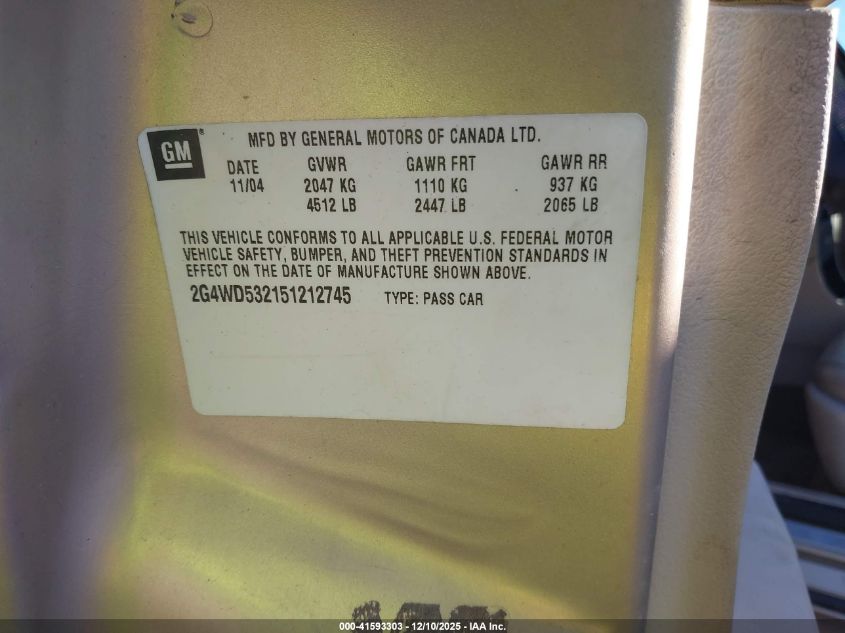 GM ®
MFD BY GENERAL MOTORS OF CANADA LTD.
DATE GVWR GAWR FRT GAWR RR
11/04 2047 KG 1110 KG 937 KG
4512 LB 2447 LB 2065 LB
THIS VEHICLE CONFORMS TO ALL APPLICABLE U.S. FEDERAL MOTOR
VEHICLE SAFETY, BUMPER, AND THEFT PREVENTION STANDARDS IN
EFFECT ON THE DATE OF MANUFACTURE SHOWN ABOVE.
2G4WD532151212745 TYPE: PASS CAR
000-41593303 - 12/10/2025 - IAA Inc.